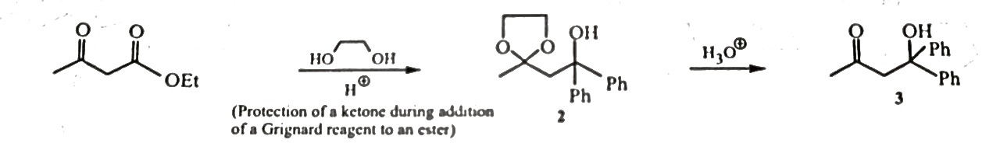 O O OEt
HO OH
H⊕
(Protection of a ketone during addition
of a Grignard reagent to an ester)
O O OH
Ph Ph
2
H3O⊕
O OH
Ph
Ph
3